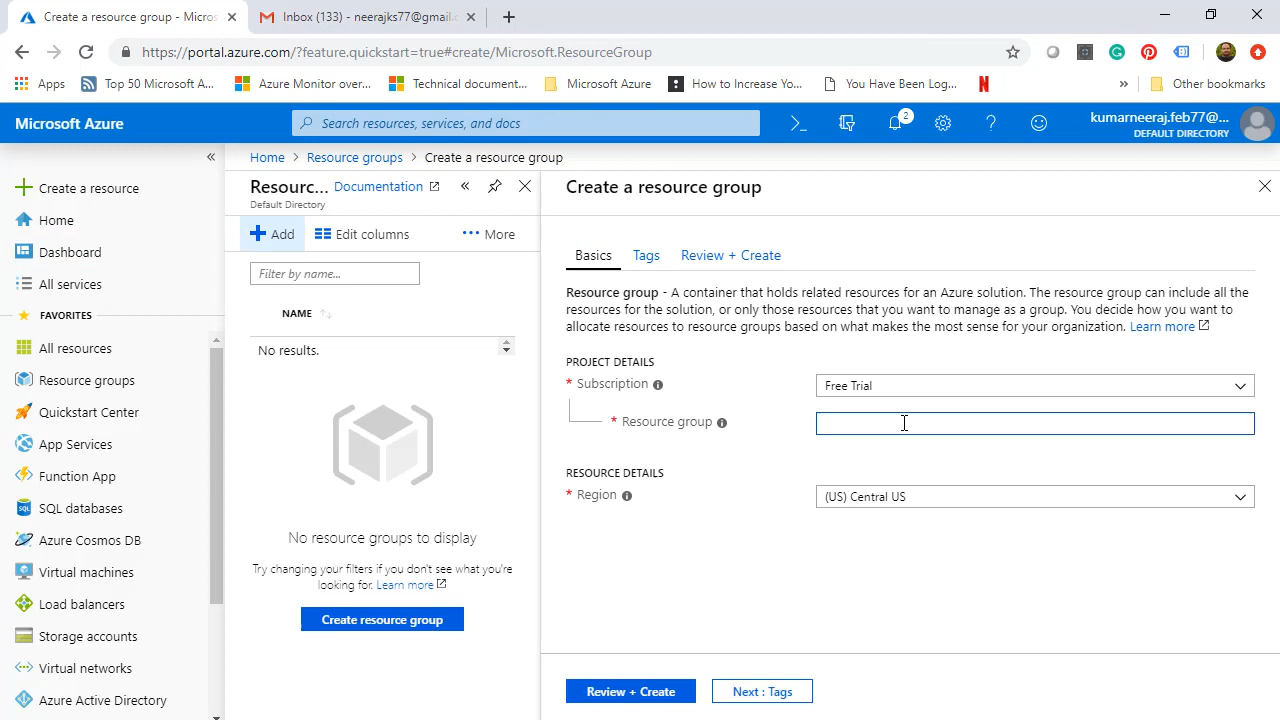 Create a resource group - Micros
Inbox (133) - neerajks77@gmail.c
https://portal.azure.com/?feature.quickstart=true#create/Microsoft.ResourceGroup
Apps
Top 50 Microsoft A...
Azure Monitor over...
Technical document...
Microsoft Azure
How to Increase You...
You Have Been Log...
N
»
Other bookmarks
Microsoft Azure
Search resources, services, and docs
2
kumarneeraj.feb77@...
DEFAULT DIRECTORY
Create a resource
Home
Dashboard
All services
FAVORITES
All resources
Resource groups
Quickstart Center
App Services
Function App
SQL databases
Azure Cosmos DB
Virtual machines
Load balancers
Storage accounts
Virtual networks
Azure Active Directory
Home > Resource groups > Create a resource group
Resourc... Documentation
Default Directory
Add
Edit columns
More
Filter by name...
NAME
No results.
No resource groups to display
Try changing your filters if you don't see what you're
looking for. Learn more
Create resource group
Create a resource group
Basics
Tags
Review + Create
Resource group - A container that holds related resources for an Azure solution. The resource group can include all the
resources for the solution, or only those resources that you want to manage as a group. You decide how you want to
allocate resources to resource groups based on what makes the most sense for your organization. Learn more
PROJECT DETAILS
* Subscription
Free Trial
* Resource group
RESOURCE DETAILS
* Region
(US) Central US
Review + Create
Next : Tags